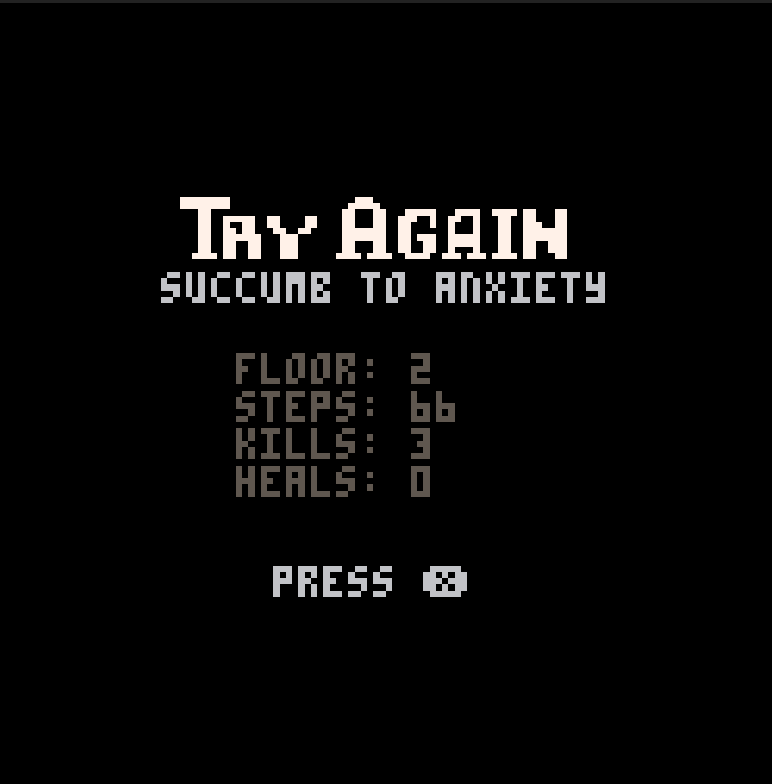 TRY AGAIN
SUCCUMB TO ANXIETY
FLOOR: 2
STEPS: 66
KILLS: 3
HEALS: 0
PRESS ❎